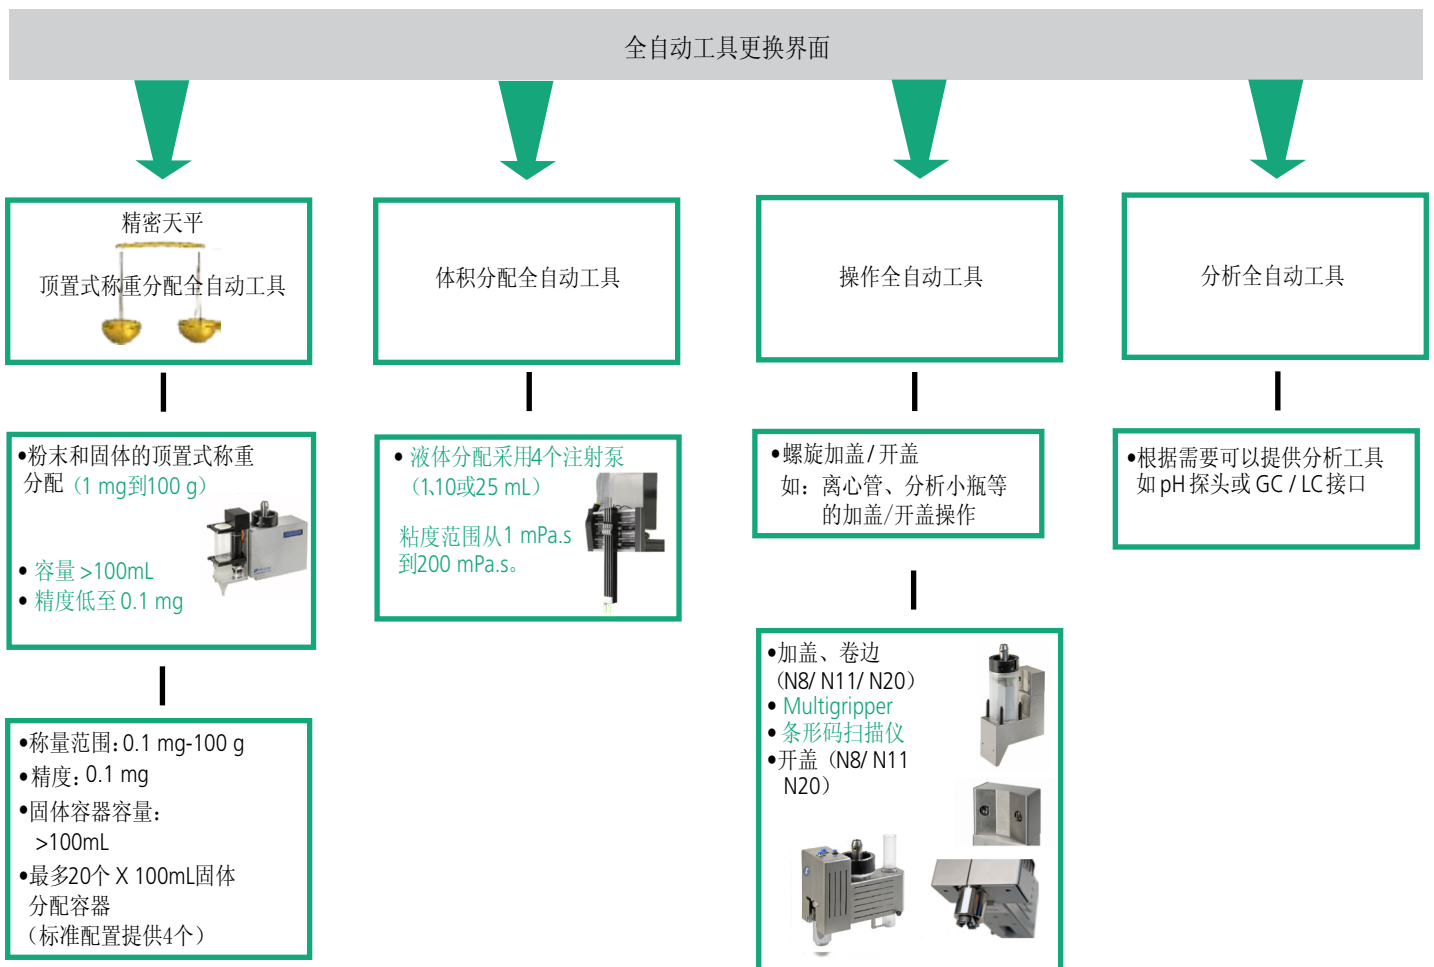 全自动工具更换界面
精密天平
顶置式称重分配全自动工具
体积分配全自动工具
操作全自动工具
分析全自动工具
•粉末和固体的顶置式称重
分配（1 mg到100 g）
• 容量 >100mL
• 精度低至 0.1 mg
•称量范围：0.1 mg-100 g
•精度：0.1 mg
•固体容器容量：
>100mL
•最多20个 X 100mL固体
分配容器
（标准配置提供4个）
• 液体分配采用4个注射泵
（1、10或25 mL）
粘度范围从1 mPa.s
到200 mPa.s。
•螺旋加盖 / 开盖
如：离心管、分析小瓶等
的加盖/开盖操作
•加盖、卷边
（N8/ N11/ N20）
• Multigripper
• 条形码扫描仪
•开盖（N8/ N11
N20）
•根据需要可以提供分析工具
如 pH 探头或 GC / LC 接口